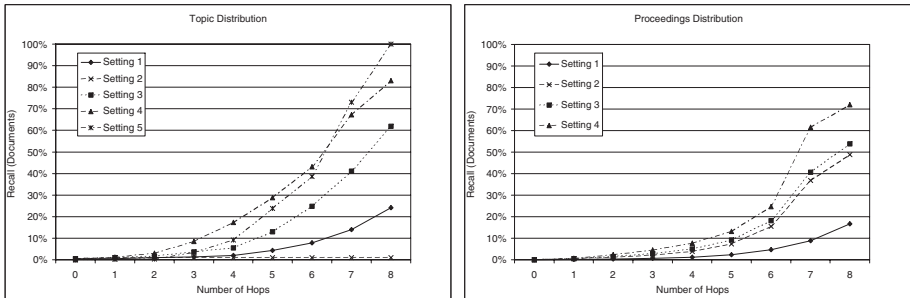 Topic Distribution
100%
90%
80%
70%
60%
50%
40%
30%
20%
10%
0%
Recall (Documents)
Setting 1
Setting 2
Setting 3
Setting 4
Setting 5
0 1 2 3 4 5 6 7 8
Number of Hops
Proceedings Distribution
100%
90%
80%
70%
60%
50%
40%
30%
20%
10%
0%
Recall (Documents)
Setting 1
Setting 2
Setting 3
Setting 4
0 1 2 3 4 5 6 7 8
Number of Hops